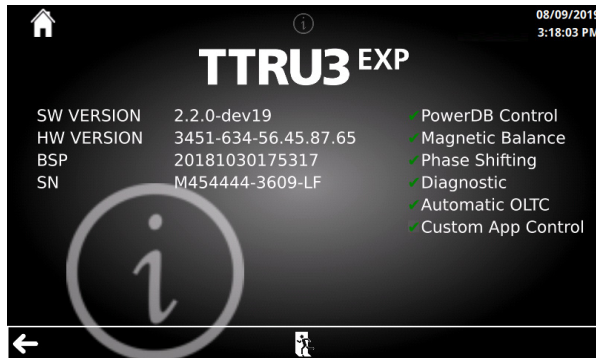 08/09/2019
3:18:03 PM
TTRU3 EXP
SW VERSION 2.2.0-dev19
HW VERSION 3451-634-56.45.87.65
BSP 20181030175317
SN M454444-3609-LF
PowerDB Control
Magnetic Balance
Phase Shifting
Diagnostic
Automatic OLTC
Custom App Control